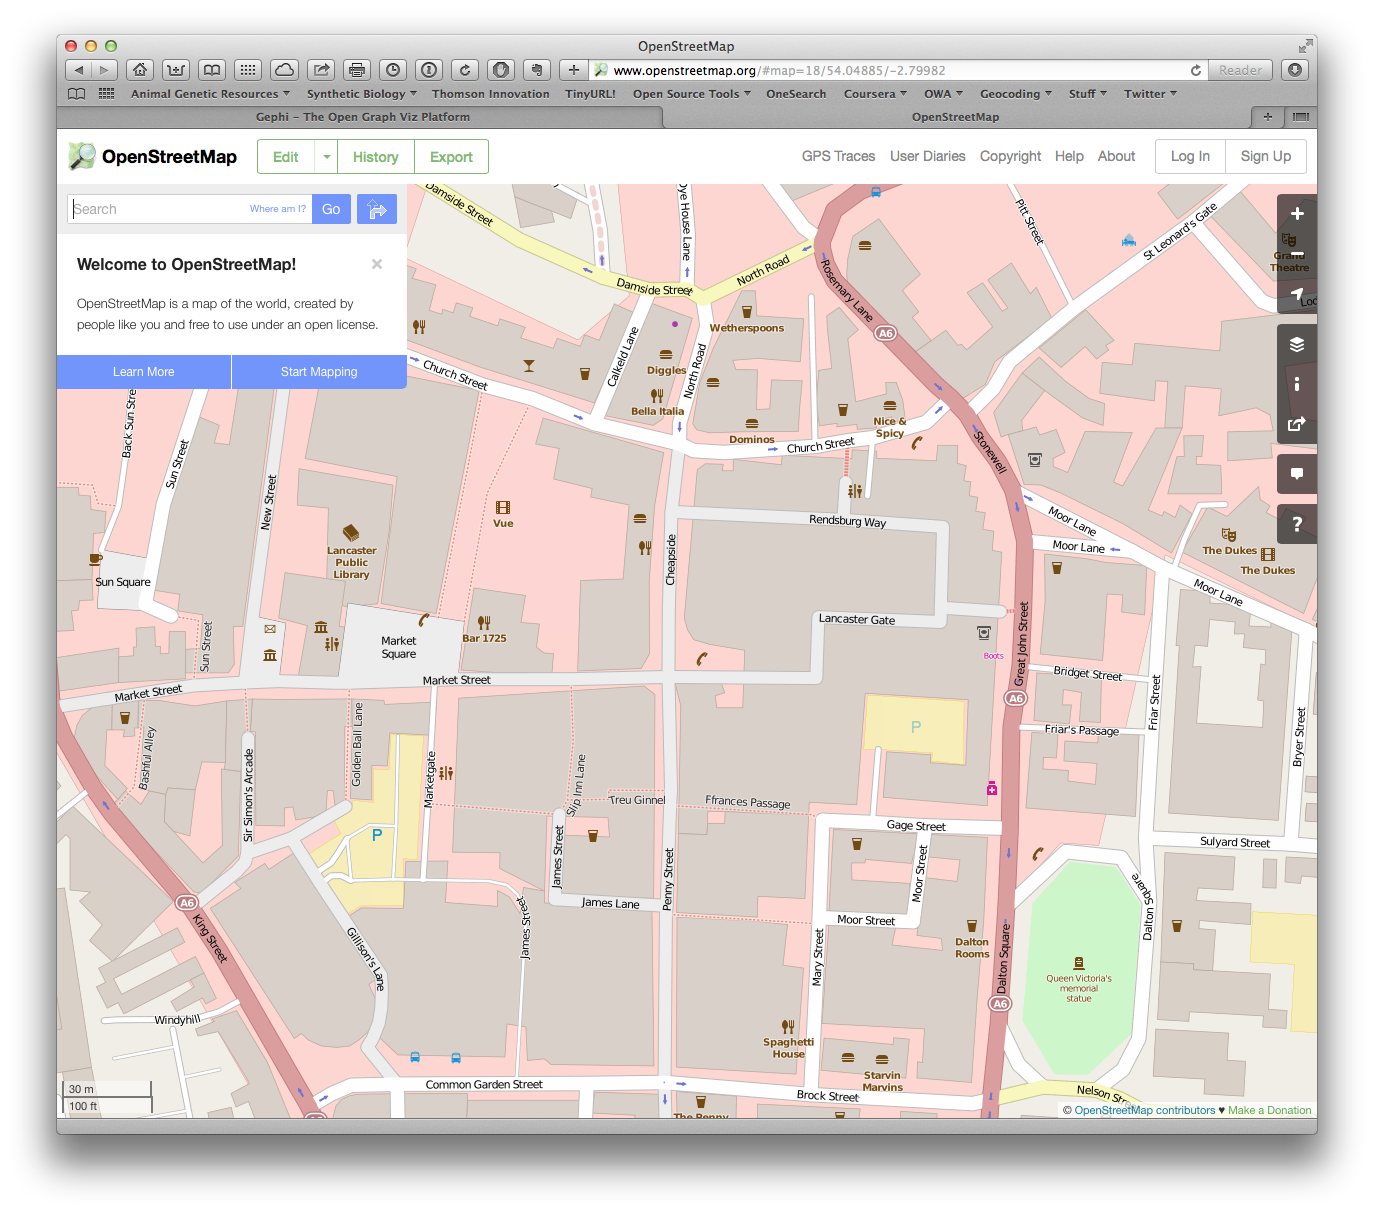 OpenStreetMap
www.openstreetmap.org/#map=18/54.04885/-2.79982
Reader
Animal Genetic Resources
Synthetic Biology
Thomson Innovation
TinyURL!
Open Source Tools
OneSearch
Coursera
OWA
Geocoding
Stuff
Twitter
Gephi – The Open Graph Viz Platform
OpenStreetMap
OpenStreetMap
Edit
History
Export
GPS Traces
User Diaries
Copyright
Help
About
Log In
Sign Up
Search
Where am I?
Go
Welcome to OpenStreetMap!
OpenStreetMap is a map of the world, created by
people like you and free to use under an open license.
Learn More
Start Mapping
Damside Street
Dye House Lane
Pitt Street
St Leonard's Gate
Grand
Theatre
North Road
Damside Street
Rosemary Lane
A6
Wetherspoons
Calkeld Lane
Diggles
North Road
Church Street
Bella Italia
Dominos
Nice &
Spicy
Church Street
Stonewell
Back Sun Stre
Sun Street
New Street
Vue
Lancaster
Public
Library
Rendsburg Way
Moor Lane
Moor Lane
The Dukes
The Dukes
Moor Lane
Cheapside
Sun Square
Sun Street
Market
Square
Bar 1725
Lancaster Gate
Great John Street
Boots
Bridget Street
Market Street
Market Street
A6
Friar Street
Friar's Passage
Bryer Street
P
Bashful Alley
Golden Ball Lane
Sir Simon's Arcade
Marketgate
Slip Inn Lane
Treu Ginnel
Ffrances Passage
Gage Street
P
Sulyard Street
James Street
Penny Street
Moor Street
Dalton Square
James Lane
Moor Street
A6
King Street
Gillison's Lane
James Street
Mary Street
Dalton
Rooms
Dalton Square
Queen Victoria's
memorial
statue
A6
Windyhill
Spaghetti
House
Starvin
Marvins
Common Garden Street
Brock Street
Nelson Str
The Penny
30 m
100 ft
© OpenStreetMap contributors ♥ Make a Donation